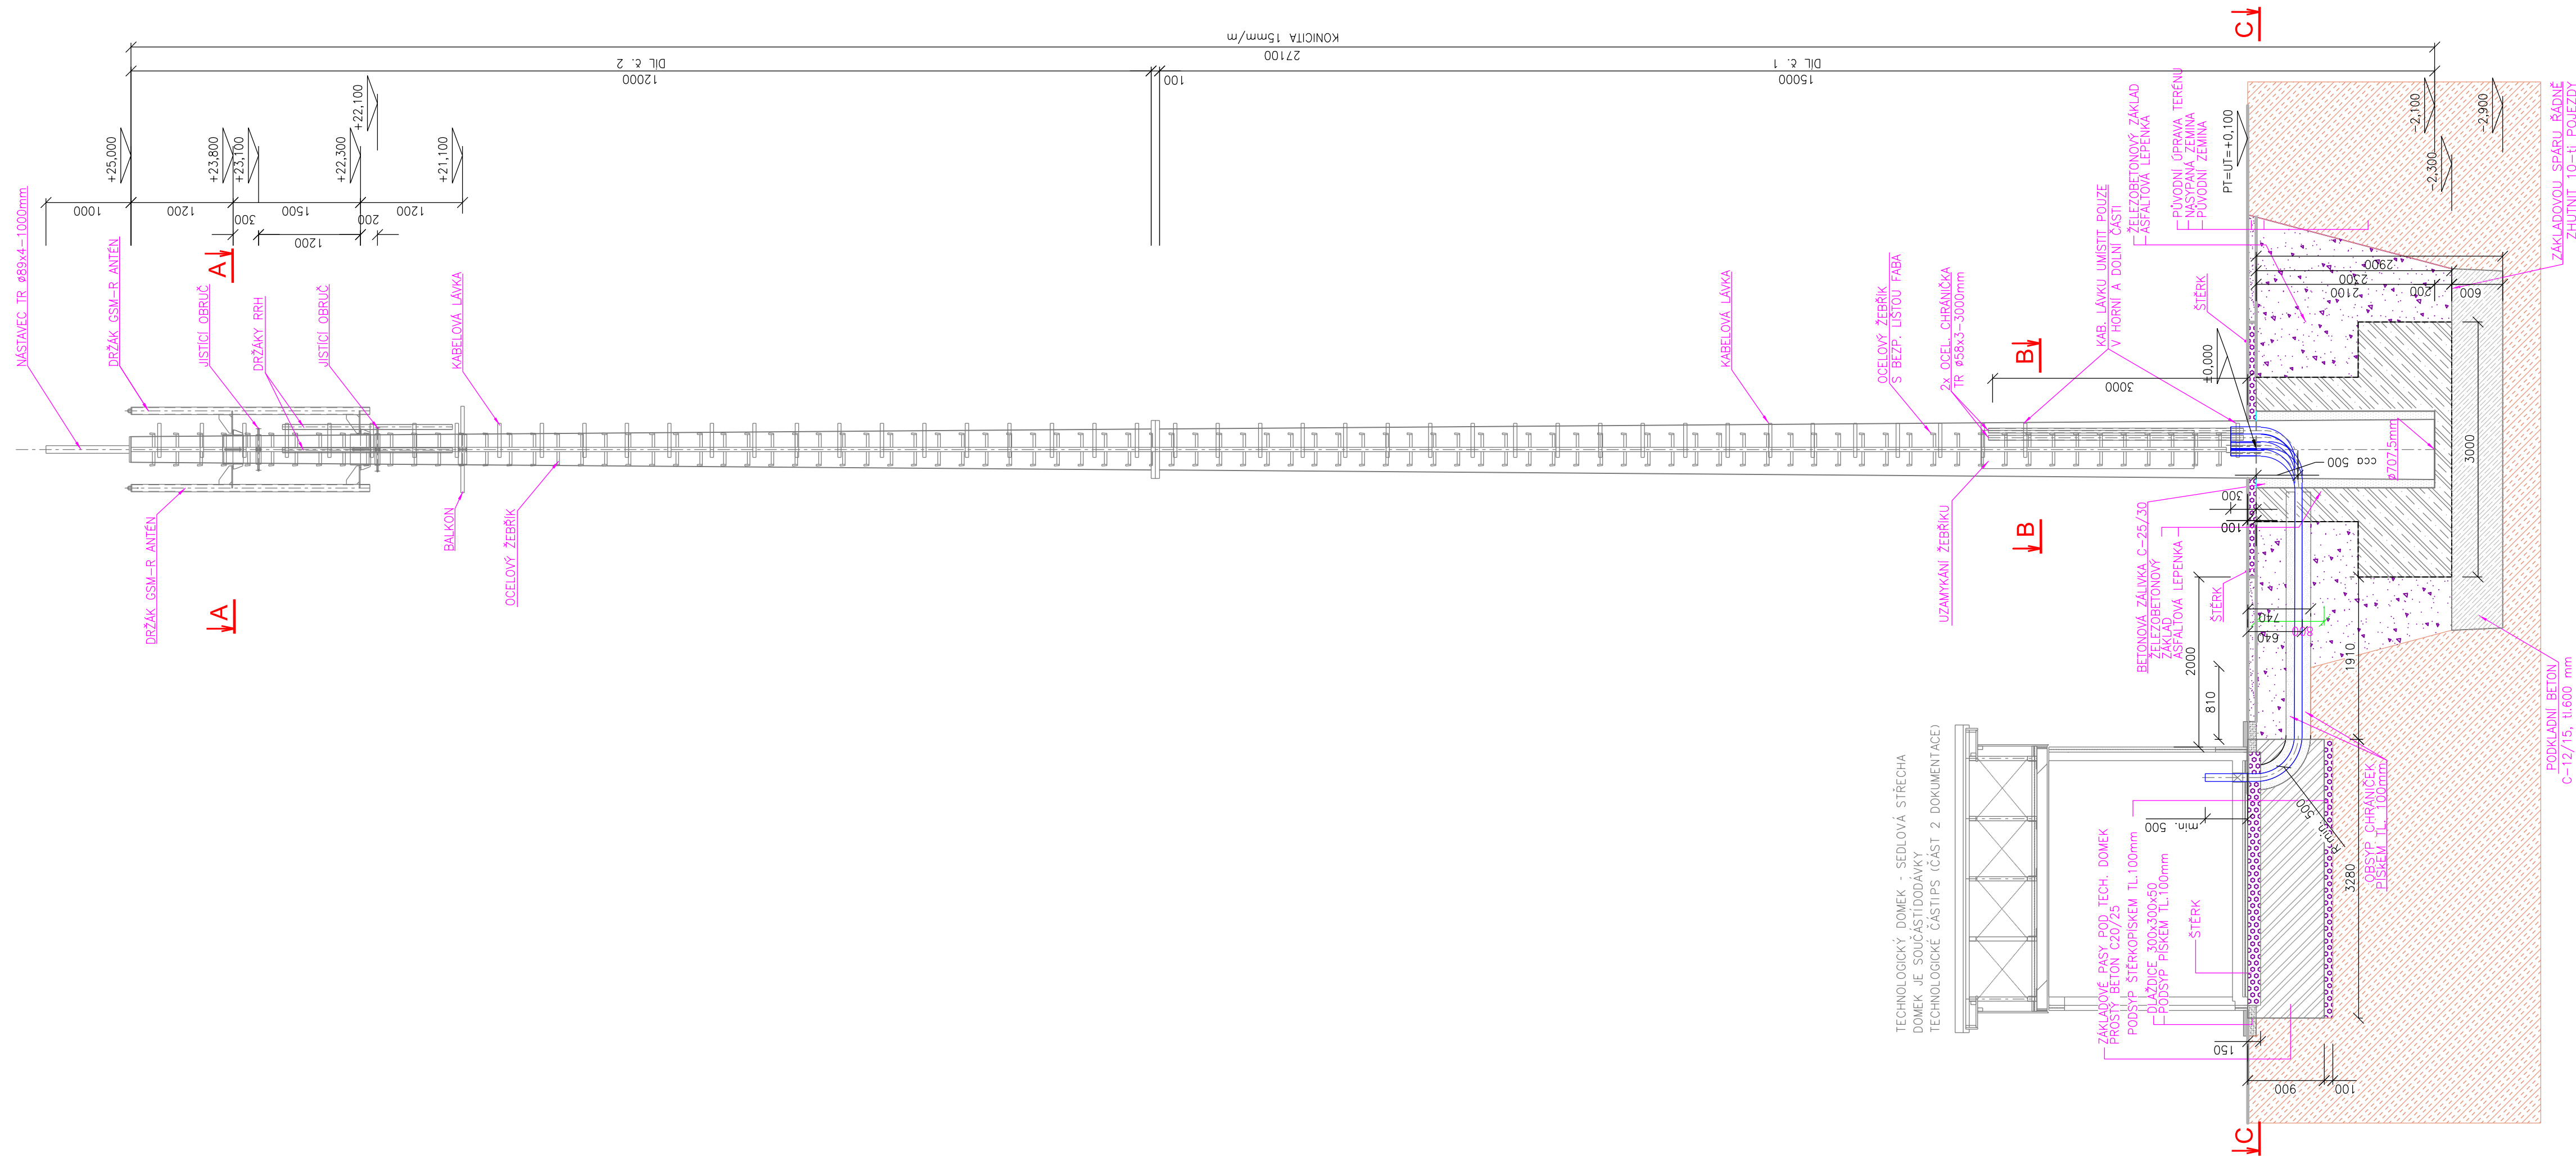 NÁSTAVEC TR ø89x4-1000mm
DRŽÁK GSM-R ANTÉN
JISTÍCÍ OBRUČ
DRŽÁKY RRH
JISTÍCÍ OBRUČ
KABELOVÁ LÁVKA
DRŽÁK GSM-R ANTÉN
BALKON
OCELOVÝ ŽEBŘÍK
A
A
1000
1200
300
1500
1200
200
1200
+25,000
+23,800
+23,100
+22,300
+22,100
+21,100
KONICITA 15mm/m
27100
DÍL č. 2
12000
100
DÍL č. 1
15000
KABELOVÁ LÁVKA
OCELOVÝ ŽEBŘÍK
S BEZP. LIŠTOU FABA
2x OCEL. CHRÁNIČKA
TR ø58x3-3000mm
UZAMYKÁNÍ ŽEBŘÍKU
B
B
3000
KAB. LÁVKU UMÍSTIT POUZE
V HORNÍ A DOLNÍ ČÁSTI
ŽELEZOBETONOVÝ ZÁKLAD
ASFALTOVÁ LEPENKA
PŮVODNÍ ÚPRAVA TERÉNU
NASYPANÁ ZEMINA
PŮVODNÍ ZEMINA
ŠTĚRK
±0,000
PT=UT=+0,100
-2,100
-2,300
-2,900
C
C
ZÁKLADOVOU SPÁRU ŘÁDNĚ
ZHUTNIT 10-ti POJEZDY
2900
2300
2100
200
600
3000
ø707,5mm
cca 500
300
100
BETONOVÁ ZÁLIVKA C-25/30
ŽELEZOBETONOVÝ
ZÁKLAD
ASFALTOVÁ LEPENKA
ŠTĚRK
2000
810
740
640
1910
PODKLADNÍ BETON
C-12/15, tl.600 mm
OBSYP CHRÁNIČEK
PÍSKEM TL. 100mm
Rmin. 500
min. 500
3280
TECHNOLOGICKÝ DOMEK - SEDLOVÁ STŘECHA
DOMEK JE SOUČÁSTÍ DODÁVKY
TECHNOLOGICKÉ ČÁSTI PS (ČÁST 2 DOKUMENTACE)
ZÁKLADOVÉ PASY POD TECH. DOMEK
PROSTÝ BETON C20/25
PODSYP ŠTĚRKOPÍSKEM TL.100mm
DLAŽDICE 300x300x50
PODSYP PÍSKEM TL.100mm
ŠTĚRK
150
900
100